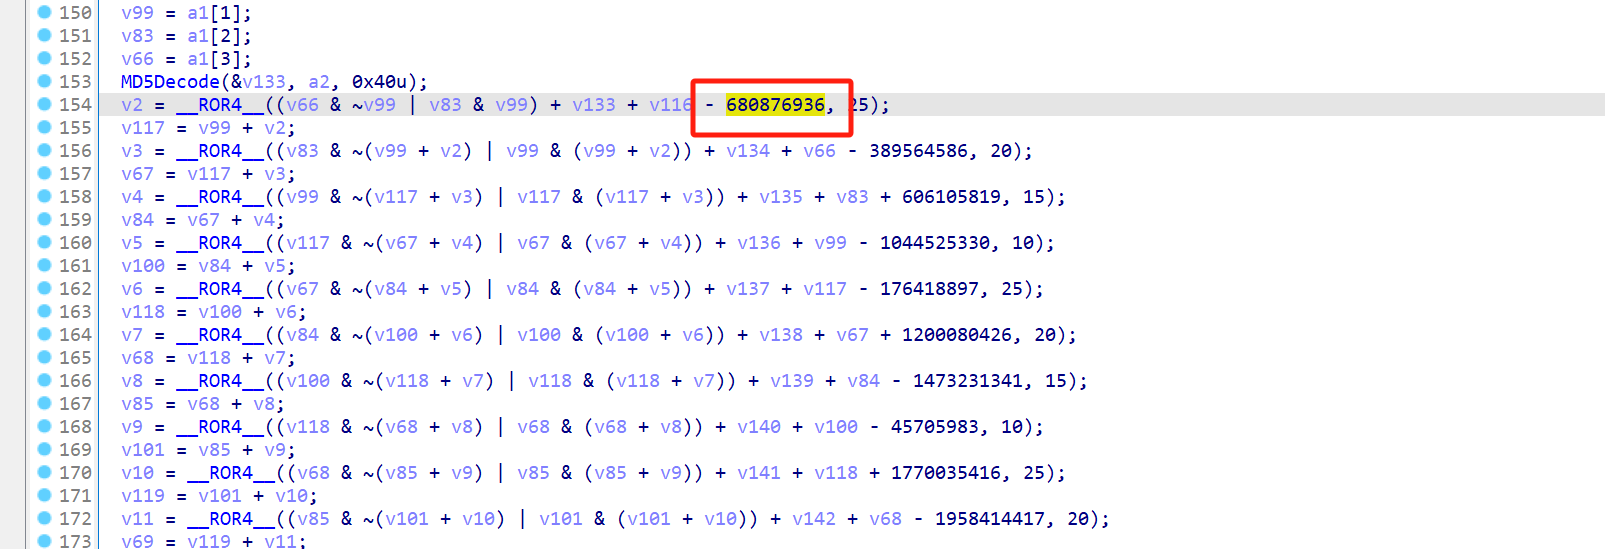 150 v99 = a1[1];
151 v83 = a1[2];
152 v66 = a1[3];
153 MD5Decode(&v133, a2, 0x40u);
154 v2 = __ROR4__((v66 & ~v99 | v83 & v99) + v133 + v116 - 680876936, 25);
155 v117 = v99 + v2;
156 v3 = __ROR4__((v83 & ~(v99 + v2) | v99 & (v99 + v2)) + v134 + v66 - 389564586, 20);
157 v67 = v117 + v3;
158 v4 = __ROR4__((v99 & ~(v117 + v3) | v117 & (v117 + v3)) + v135 + v83 + 606105819, 15);
159 v84 = v67 + v4;
160 v5 = __ROR4__((v117 & ~(v67 + v4) | v67 & (v67 + v4)) + v136 + v99 - 1044525330, 10);
161 v100 = v84 + v5;
162 v6 = __ROR4__((v67 & ~(v84 + v5) | v84 & (v84 + v5)) + v137 + v117 - 176418897, 25);
163 v118 = v100 + v6;
164 v7 = __ROR4__((v84 & ~(v100 + v6) | v100 & (v100 + v6)) + v138 + v67 + 1200080426, 20);
165 v68 = v118 + v7;
166 v8 = __ROR4__((v100 & ~(v118 + v7) | v118 & (v118 + v7)) + v139 + v84 - 1473231341, 15);
167 v85 = v68 + v8;
168 v9 = __ROR4__((v118 & ~(v68 + v8) | v68 & (v68 + v8)) + v140 + v100 - 45705983, 10);
169 v101 = v85 + v9;
170 v10 = __ROR4__((v68 & ~(v85 + v9) | v85 & (v85 + v9)) + v141 + v118 + 1770035416, 25);
171 v119 = v101 + v10;
172 v11 = __ROR4__((v85 & ~(v101 + v10) | v101 & (v101 + v10)) + v142 + v68 - 1958414417, 20);
173 v69 = v119 + v11;